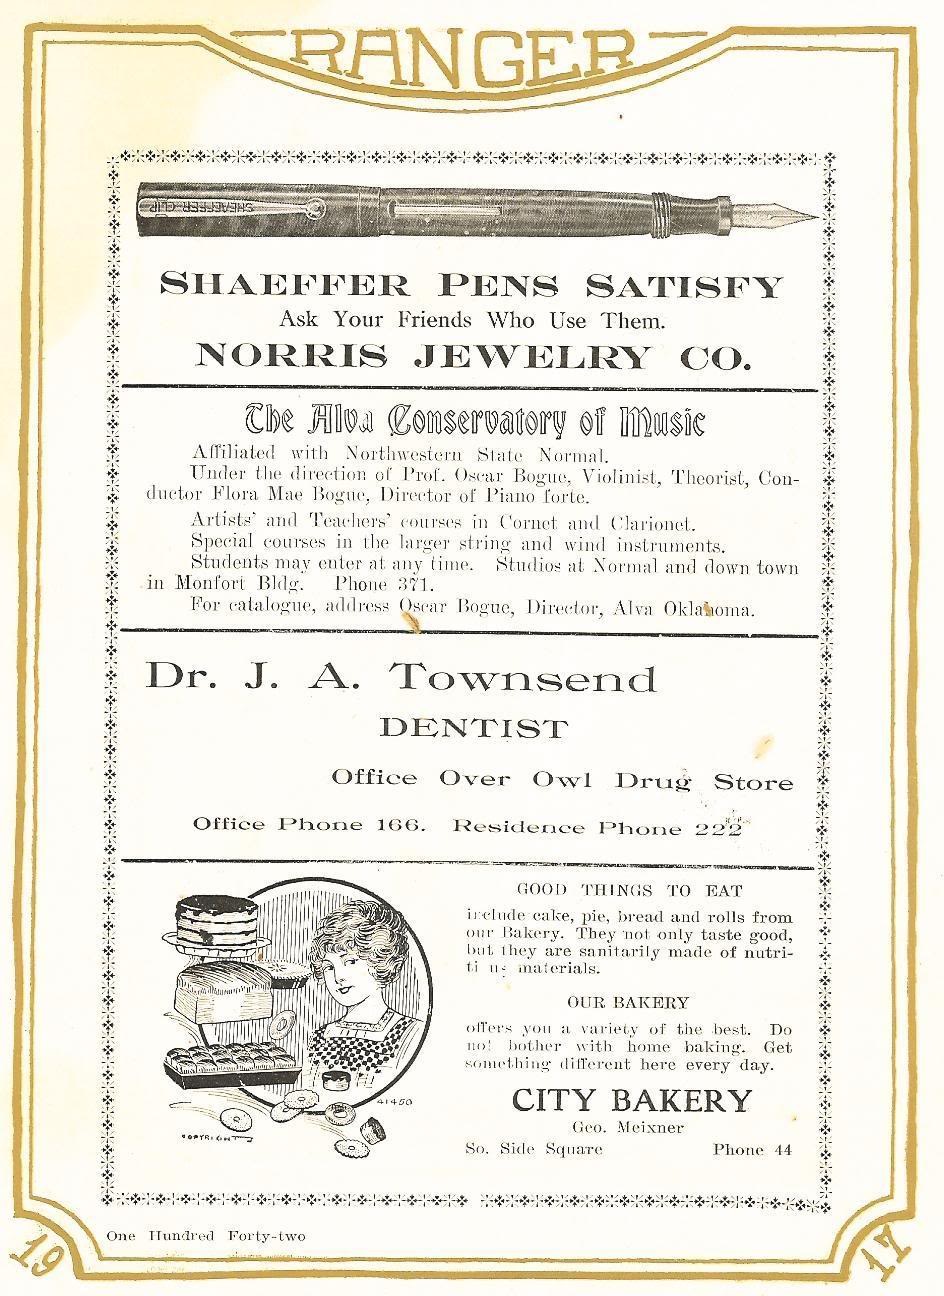 RANGER
SHEAFFER-CLIP
SHAEFFER PENS SATISFY
Ask Your Friends Who Use Them.
NORRIS JEWELRY CO.
The Alva Conservatory of Music
Affiliated with Northwestern State Normal.
Under the direction of Prof. Oscar Bogue, Violinist, Theorist, Con-
ductor Flora Mae Bogue, Director of Piano forte.
Artists' and Teachers' courses in Cornet and Clarionet.
Special courses in the larger string and wind instruments.
Students may enter at any time. Studios at Normal and down town
in Monfort Bldg. Phone 371.
For catalogue, address Oscar Bogue, Director, Alva Oklahoma.
Dr. J. A. Townsend
DENTIST
Office Over Owl Drug Store
Office Phone 166. Residence Phone 222
GOOD THINGS TO EAT
include cake, pie, bread and rolls from
our Bakery. They not only taste good,
but they are sanitarily made of nutri-
ti us materials.
OUR BAKERY
offers you a variety of the best. Do
not bother with home baking. Get
something different here every day.
CITY BAKERY
Geo. Meixner
So. Side Square Phone 44
41450
COPYRIGHT
One Hundred Forty-two
19 17